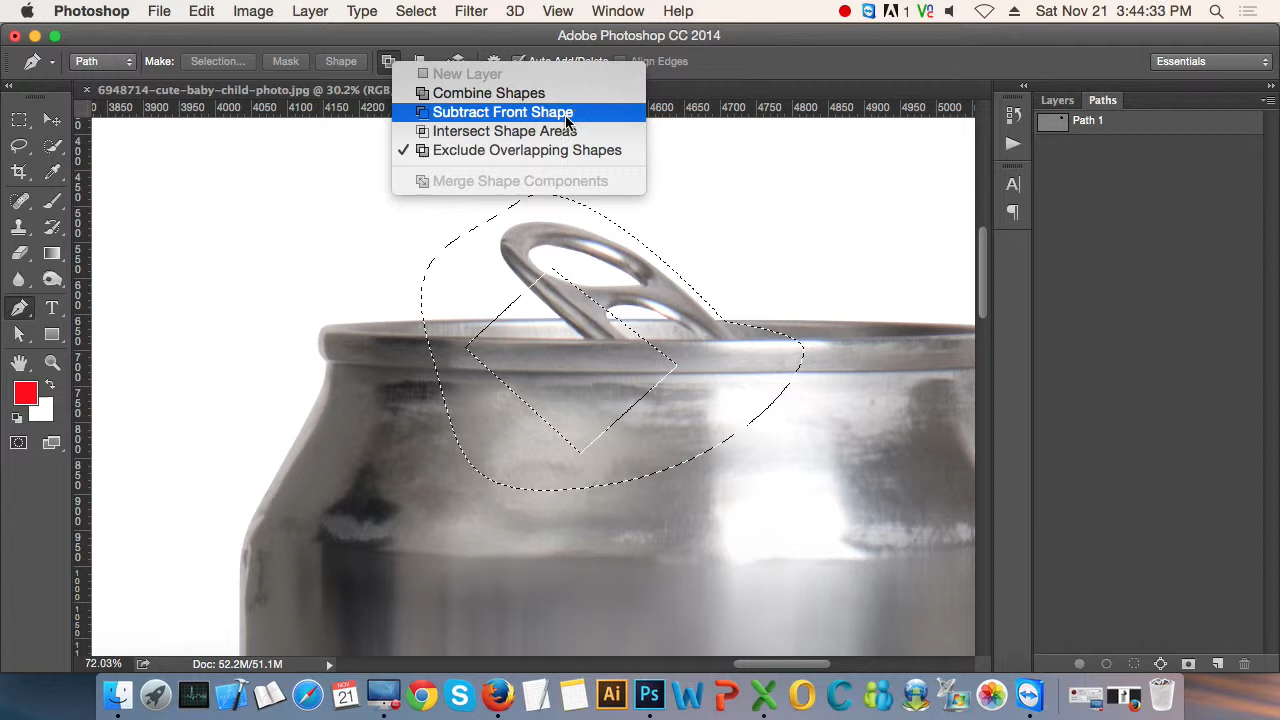 Photoshop File Edit Image Layer Type Select Filter 3D View Window Help 1 Sat Nov 21 3:44:33 PM
Adobe Photoshop CC 2014
Path Make: Selection... Mask Shape Auto Add/Delete Align Edges Essentials
6948714-cute-baby-child-photo.jpg @ 30.2% (RGB
3850 3900 3950 4000 4050 4100 4150 4200 4600 4650 4700 4750 4800 4850 4900 4950 5000
New Layer
Combine Shapes
Subtract Front Shape
Intersect Shape Areas
Exclude Overlapping Shapes
Merge Shape Components
Layers Paths
Path 1
72.03% Doc: 52.2M/51.1M
NOV
21